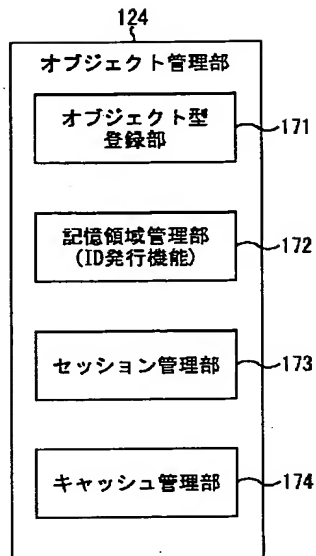 124
オブジェクト管理部
オブジェクト型
登録部
171
記憶領域管理部
(ID発行機能)
172
セッション管理部
173
キャッシュ管理部
174